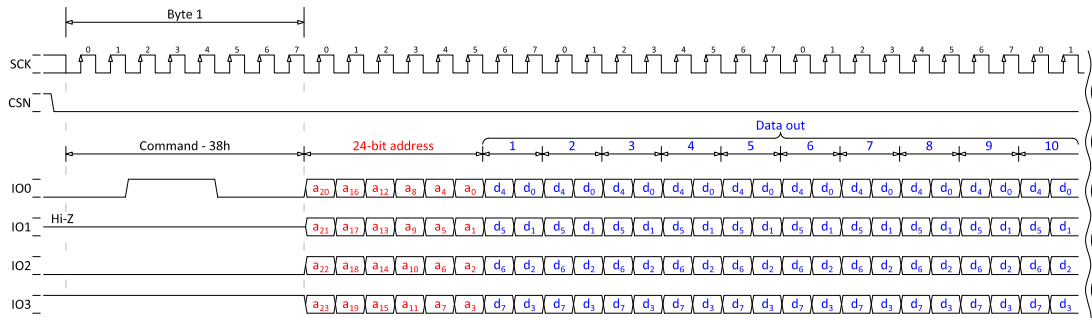 Byte 1
0 1 2 3 4 5 6 7 0 1 2 3 4 5 6 7 0 1 2 3 4 5 6 7 0 1 2 3 4 5 6 7 0 1
SCK
CSN
Data out
Command - 38h 24-bit address 1 2 3 4 5 6 7 8 9 10
IO0 a20 a16 a12 a8 a4 a0 d4 d0 d4 d0 d4 d0 d4 d0 d4 d0 d4 d0 d4 d0 d4 d0 d4 d0 d4 d0
Hi-Z
IO1 a21 a17 a13 a9 a5 a1 d5 d1 d5 d1 d5 d1 d5 d1 d5 d1 d5 d1 d5 d1 d5 d1 d5 d1 d5 d1
IO2 a22 a18 a14 a10 a6 a2 d6 d2 d6 d2 d6 d2 d6 d2 d6 d2 d6 d2 d6 d2 d6 d2 d6 d2 d6 d2
IO3 a23 a19 a15 a11 a7 a3 d7 d3 d7 d3 d7 d3 d7 d3 d7 d3 d7 d3 d7 d3 d7 d3 d7 d3 d7 d3